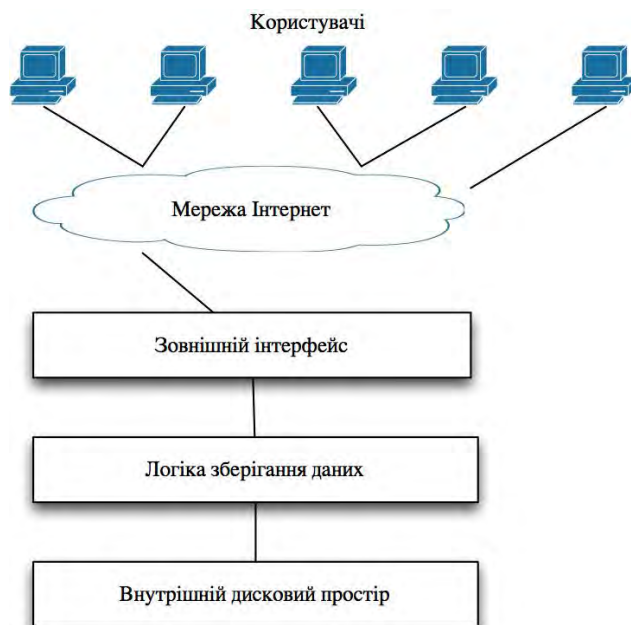 Користувачі
Мережа Інтернет
Зовнішній інтерфейс
Логіка зберігання даних
Внутрішній дисковий простір